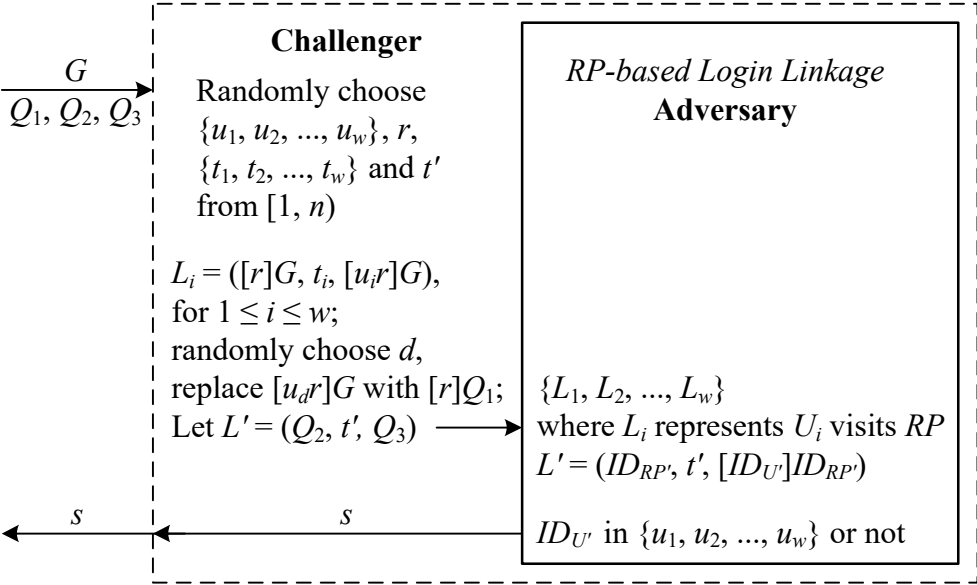 G
Q1, Q2, Q3
Challenger
Randomly choose
{u1, u2, ..., uw}, r,
{t1, t2, ..., tw} and t'
from [1, n)
Li = ([r]G, ti, [uir]G),
for 1 ≤ i ≤ w;
randomly choose d,
replace [udr]G with [r]Q1;
Let L' = (Q2, t', Q3)
RP-based Login Linkage
Adversary
{L1, L2, ..., Lw}
where Li represents Ui visits RP
L' = (IDRP', t', [IDU']IDRP')
IDU' in {u1, u2, ..., uw} or not
s
s